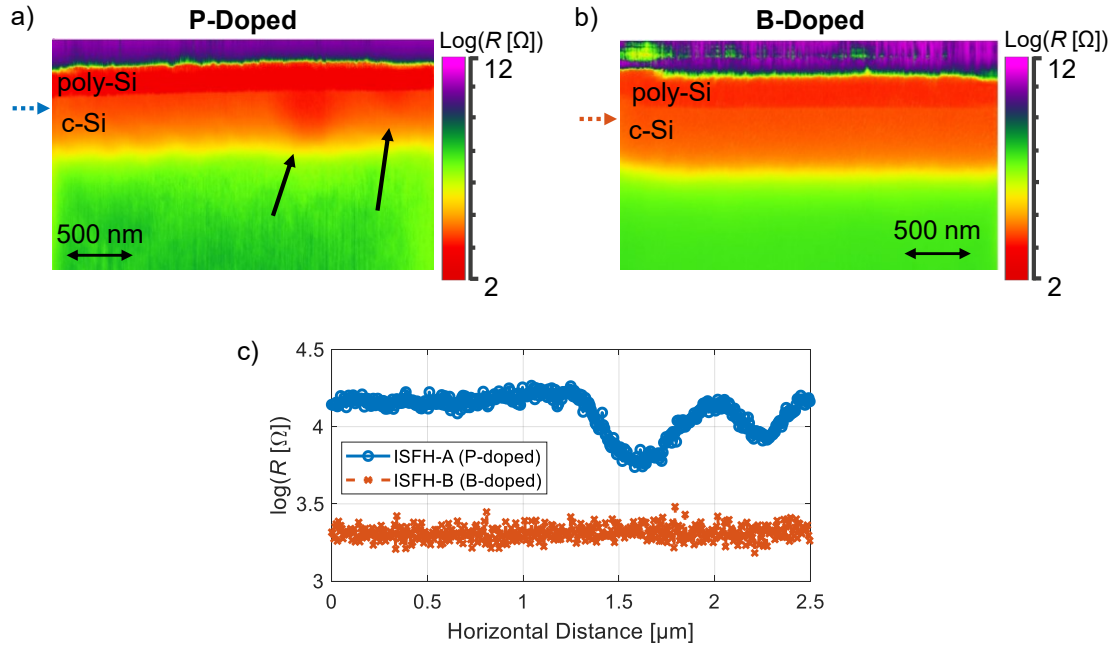 a)
P-Doped
Log(R [Ω])
12
2
poly-Si
c-Si
500 nm
b)
B-Doped
Log(R [Ω])
12
2
poly-Si
c-Si
500 nm
c)
log(R [Ω])
4.5
4
3.5
3
ISFH-A (P-doped)
ISFH-B (B-doped)
0
0.5
1
1.5
2
2.5
Horizontal Distance [μm]